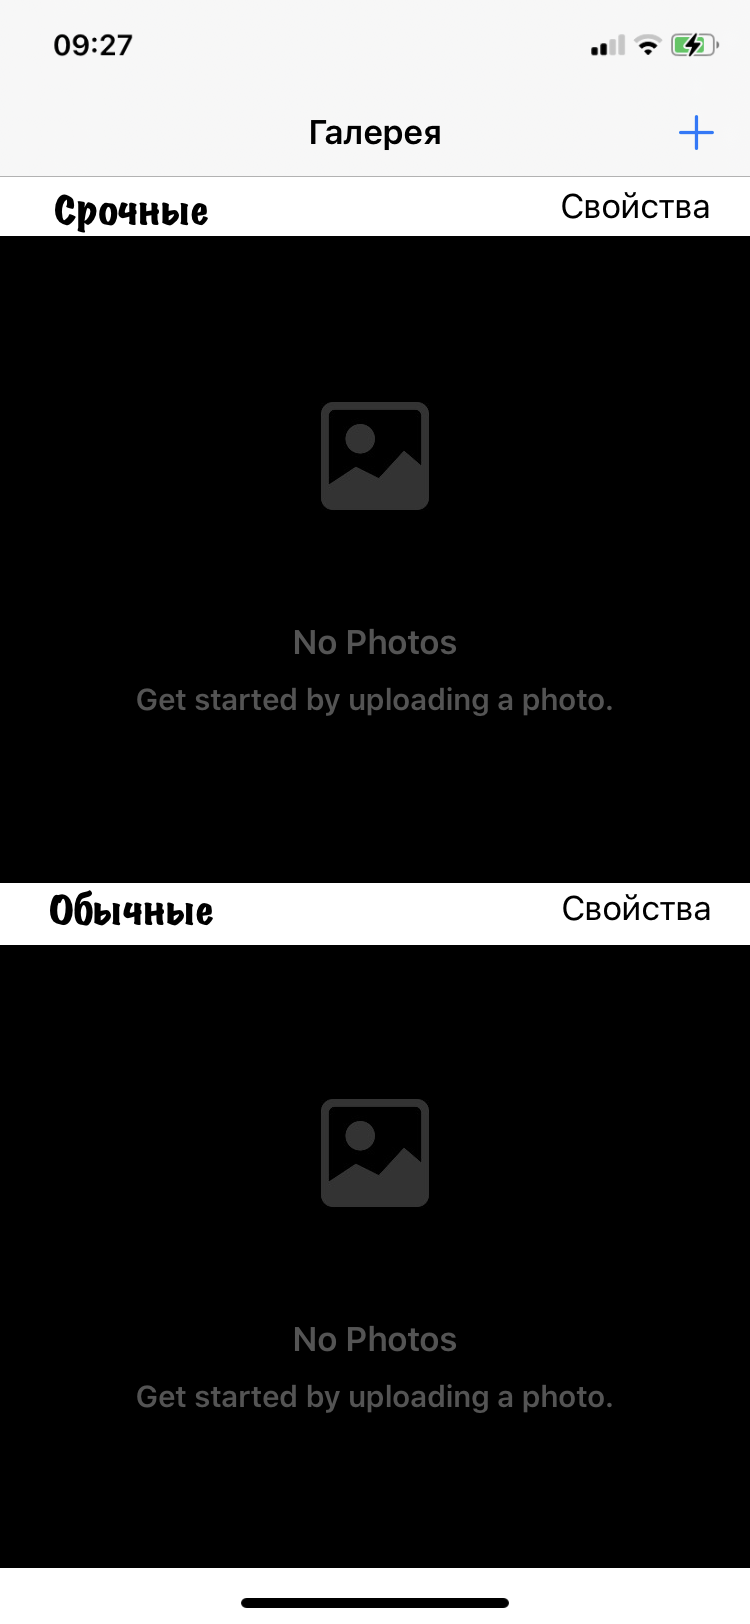 09:27
Галерея
Срочные
Свойства
No Photos
Get started by uploading a photo.
Обычные
Свойства
No Photos
Get started by uploading a photo.